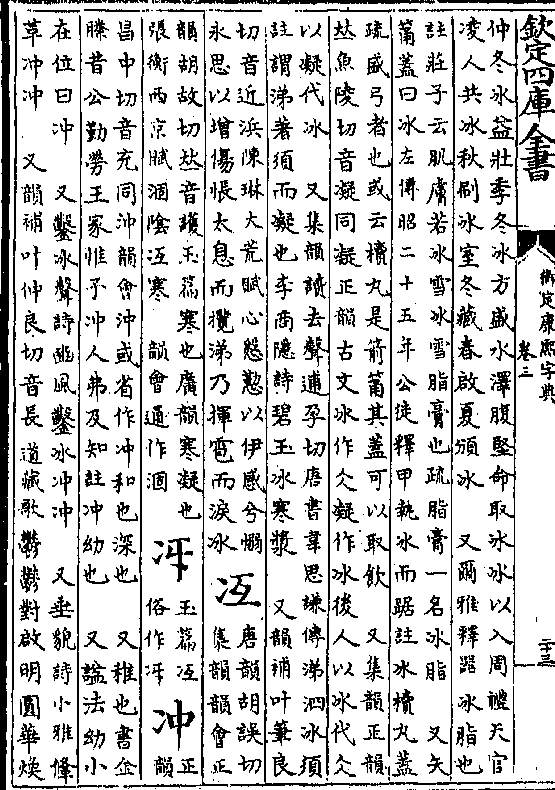 欽定四庫全書
御定康熙字典
卷三
二十三
仲冬冰益壯季冬冰方盛水澤腹堅命取冰冰以入周禮天官
凌人共冰秋刷冰室冬藏春啟夏頒冰 又爾雅釋器冰脂也
註莊子云肌膚若冰雪冰雪脂膏也疏脂膏一名冰脂 又矢
筩蓋曰冰左傳昭二十五年公徒釋甲執冰而踞註冰櫝丸蓋
疏盛弓者也或云櫝丸是箭筩其蓋可以取飲 又集韻正韻
𠀤魚陵切音凝同凝正韻古文冰作仌凝作冰後人以冰代仌
以凝代冰 又集韻讀去聲逋孕切唐書韋思謙傳涕泗冰須
註謂涕著須而凝也李商隱詩碧玉冰寒漿 又韻補叶筆良
切音近浜陳琳大荒賦心慇懃以伊感兮愵
永思以增傷悵太息而攬涕乃揮雹而淚冰
冱
唐韻胡誤切
集韻韻會正
韻胡故切𠀤音護玉篇寒也廣韻寒凝也
張衡西京賦涸陰冱寒 韻會通作涸
冴
玉篇冱
俗作冴
冲
正
韻
昌中切音充同沖韻會沖或省作冲和也深也 又稚也書金
縢昔公勤勞王家惟予冲人弗及知註冲幼也 又諡法幼小
在位曰冲 又鑿冰聲詩豳風鑿冰冲冲 又垂貌詩小雅鞗
革冲冲 又韻補叶仲良切音長道藏歌鬱鬱對啟明圓華煥